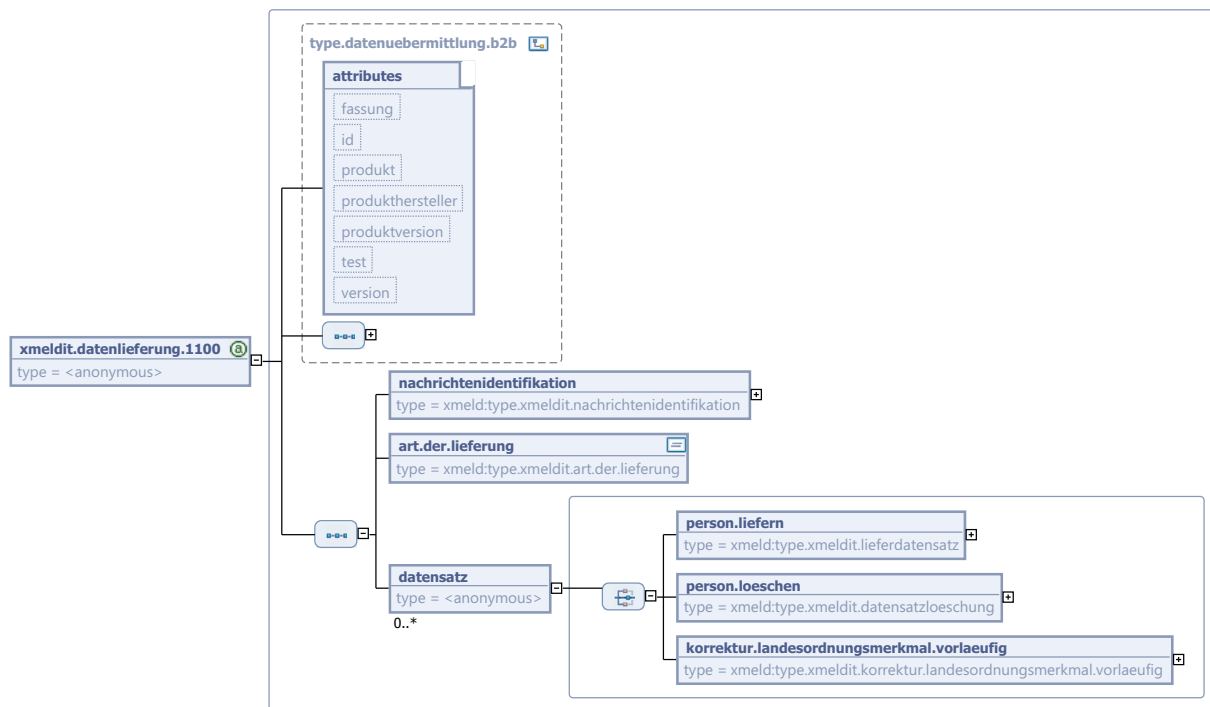 type.datenuebermittlung.b2b
attributes
fassung
id
produkt
produkthersteller
produktversion
test
version
xmeldit.datenlieferung.1100 a
type = <anonymous>
nachrichtenidentifikation
type = xmeld:type.xmeldit.nachrichtenidentifikation
art.der.lieferung
type = xmeld:type.xmeldit.art.der.lieferung
datensatz
type = <anonymous>
0..*
person.liefern
type = xmeld:type.xmeldit.lieferdatensatz
person.loeschen
type = xmeld:type.xmeldit.datensatzloeschung
korrektur.landesordnungsmerkmal.vorlaeufig
type = xmeld:type.xmeldit.korrektur.landesordnungsmerkmal.vorlaeufig